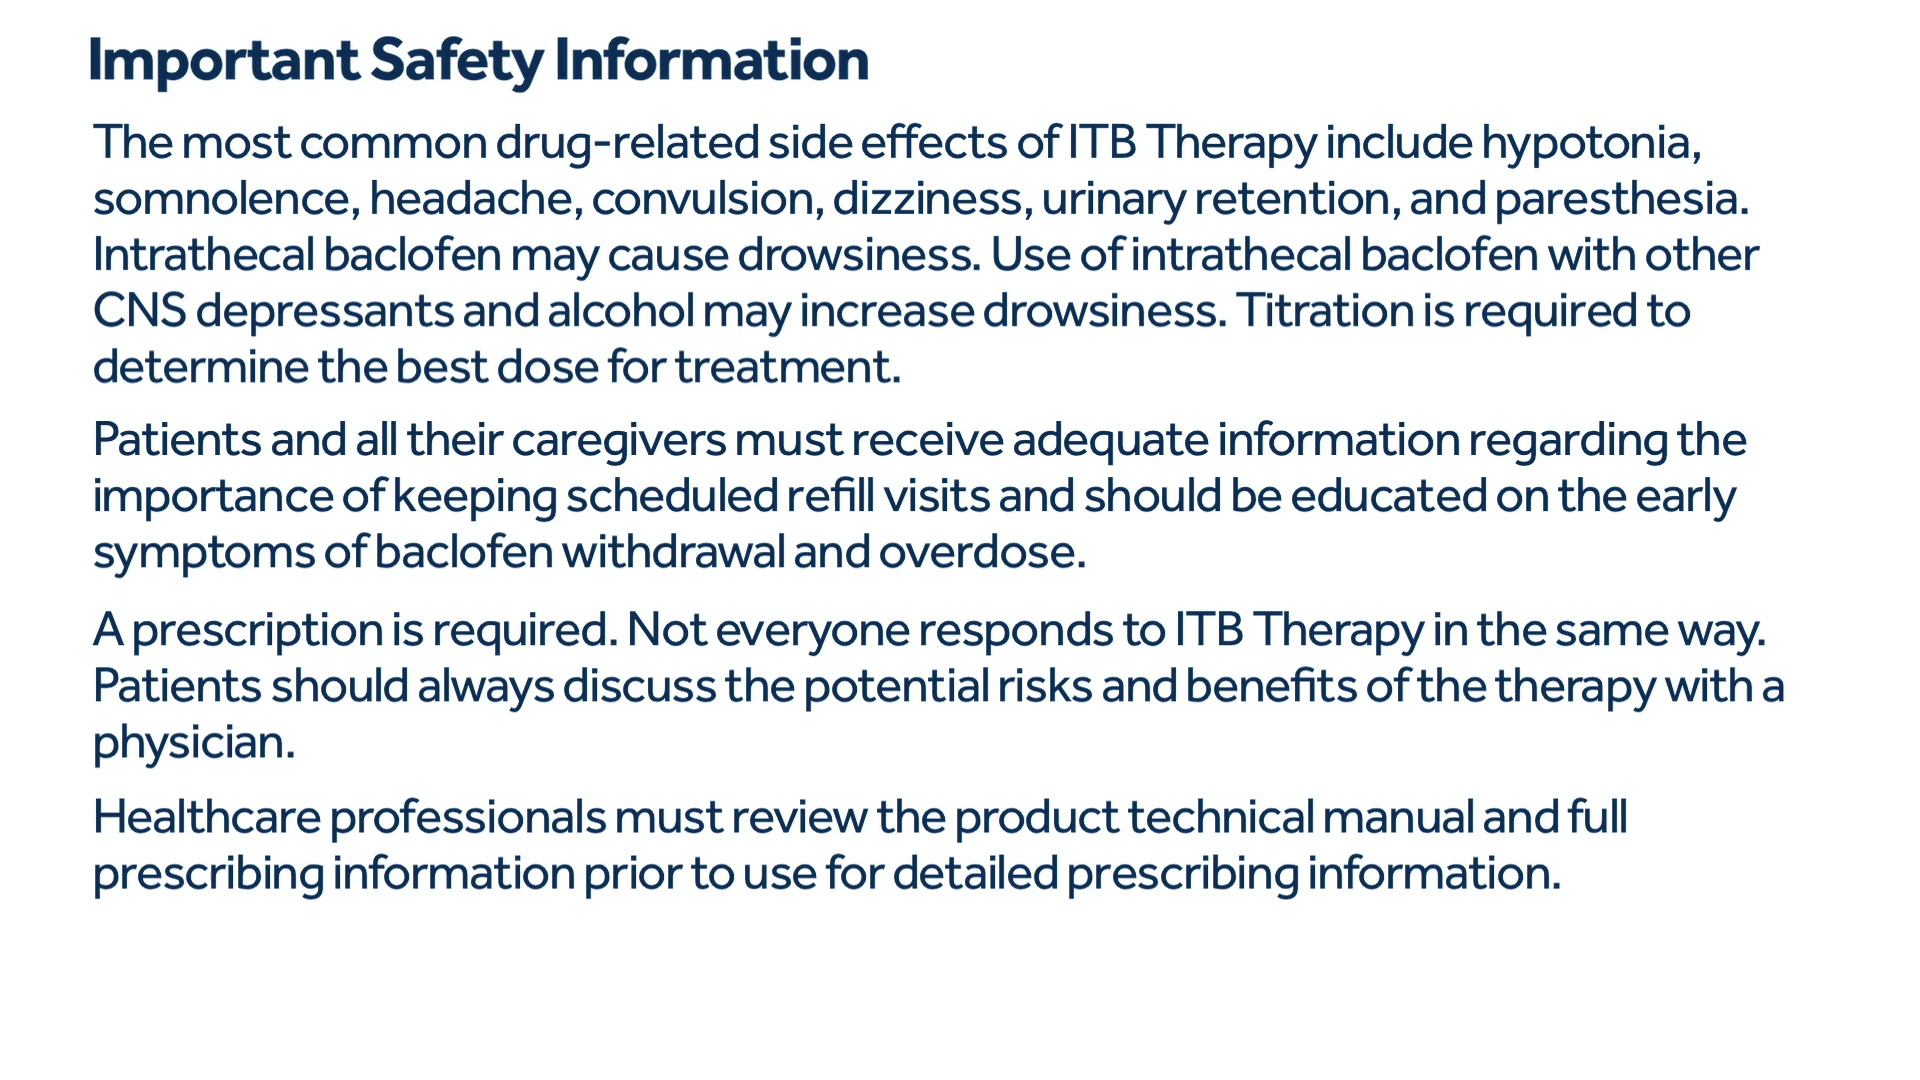 Important Safety Information
The most common drug-related side effects of ITB Therapy include hypotonia,
somnolence, headache, convulsion, dizziness, urinary retention, and paresthesia.
Intrathecal baclofen may cause drowsiness. Use of intrathecal baclofen with other
CNS depressants and alcohol may increase drowsiness. Titration is required to
determine the best dose for treatment.
Patients and all their caregivers must receive adequate information regarding the
importance of keeping scheduled refill visits and should be educated on the early
symptoms of baclofen withdrawal and overdose.
A prescription is required. Not everyone responds to ITB Therapy in the same way.
Patients should always discuss the potential risks and benefits of the therapy with a
physician.
Healthcare professionals must review the product technical manual and full
prescribing information prior to use for detailed prescribing information.